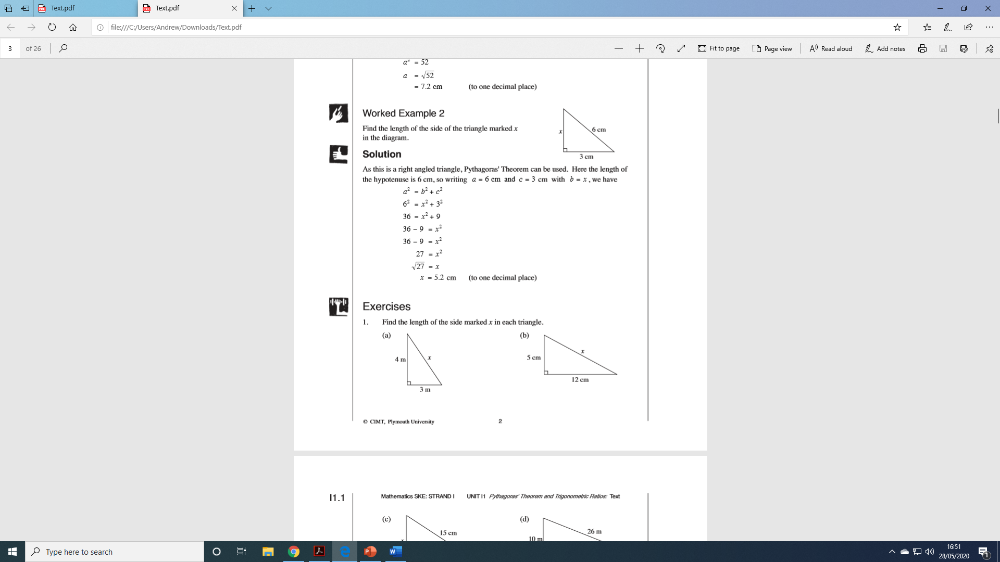 Text.pdf
Text.pdf
file:///C:/Users/Andrew/Downloads/Text.pdf
3 of 26
Fit to page
Page view
Read aloud
Add notes
a² = 52
a = √52
= 7.2 cm (to one decimal place)
Worked Example 2
Find the length of the side of the triangle marked x
in the diagram.
x
6 cm
3 cm
Solution
As this is a right angled triangle, Pythagoras' Theorem can be used. Here the length of
the hypotenuse is 6 cm, so writing a = 6 cm and c = 3 cm with b = x, we have
a² = b² + c²
6² = x² + 3²
36 = x² + 9
36 – 9 = x²
36 – 9 = x²
27 = x²
√27 = x
x = 5.2 cm (to one decimal place)
Exercises
1. Find the length of the side marked x in each triangle.
(a)
4 m
x
3 m
(b)
5 cm
x
12 cm
© CIMT, Plymouth University 2
I1.1
Mathematics SKE: STRAND I UNIT I1 Pythagoras' Theorem and Trigonometric Ratios: Text
(c)
15 cm
(d)
26 m
10 m
Type here to search
16:51
28/05/2020
1